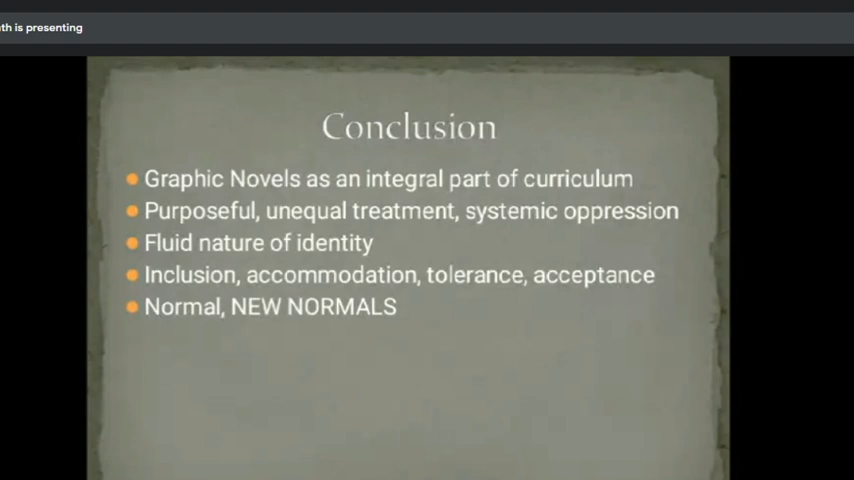 is presenting
Conclusion
Graphic Novels as an integral part of curriculum
Purposeful, unequal treatment, systemic oppression
Fluid nature of identity
Inclusion, accommodation, tolerance, acceptance
Normal, NEW NORMALS